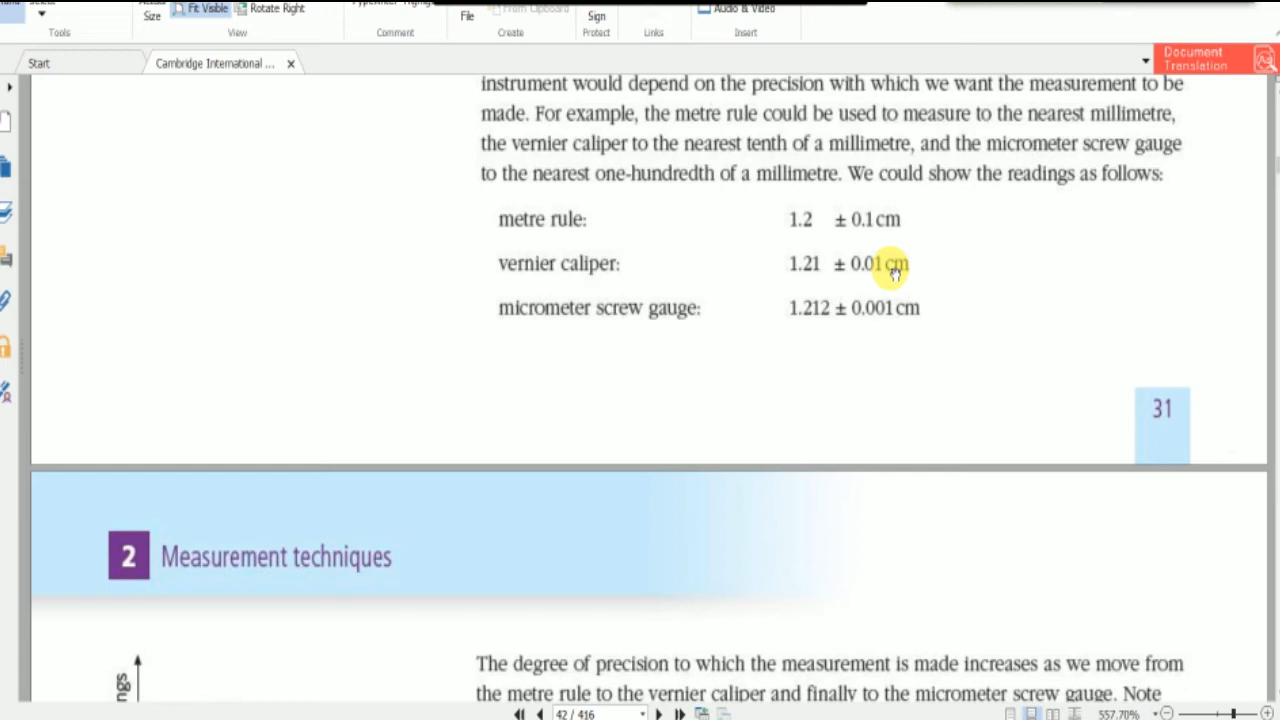 Size
Fit Visible
Rotate Right
File
From Clipboard
Sign
Audio & Video
Tools
View
Comment
Create
Protect
Links
Insert
Start
Cambridge International ...
Document
Translation
instrument would depend on the precision with which we want the measurement to be
made. For example, the metre rule could be used to measure to the nearest millimetre,
the vernier caliper to the nearest tenth of a millimetre, and the micrometer screw gauge
to the nearest one-hundredth of a millimetre. We could show the readings as follows:
metre rule: 1.2 ± 0.1 cm
vernier caliper: 1.21 ± 0.01 cm
micrometer screw gauge: 1.212 ± 0.001 cm
31
2 Measurement techniques
The degree of precision to which the measurement is made increases as we move from
the metre rule to the vernier caliper and finally to the micrometer screw gauge. Note
42 / 416
557.70%